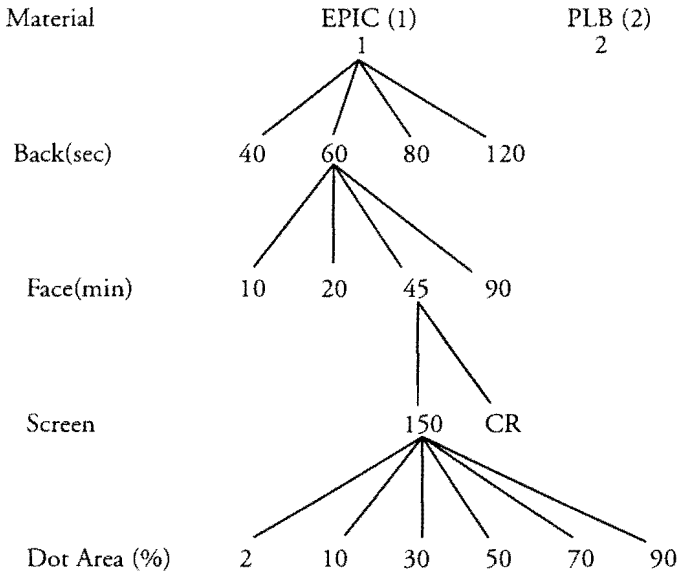 Material EPIC (1) PLB (2)
1 2
Back(sec) 40 60 80 120
Face(min) 10 20 45 90
Screen 150 CR
Dot Area (%) 2 10 30 50 70 90